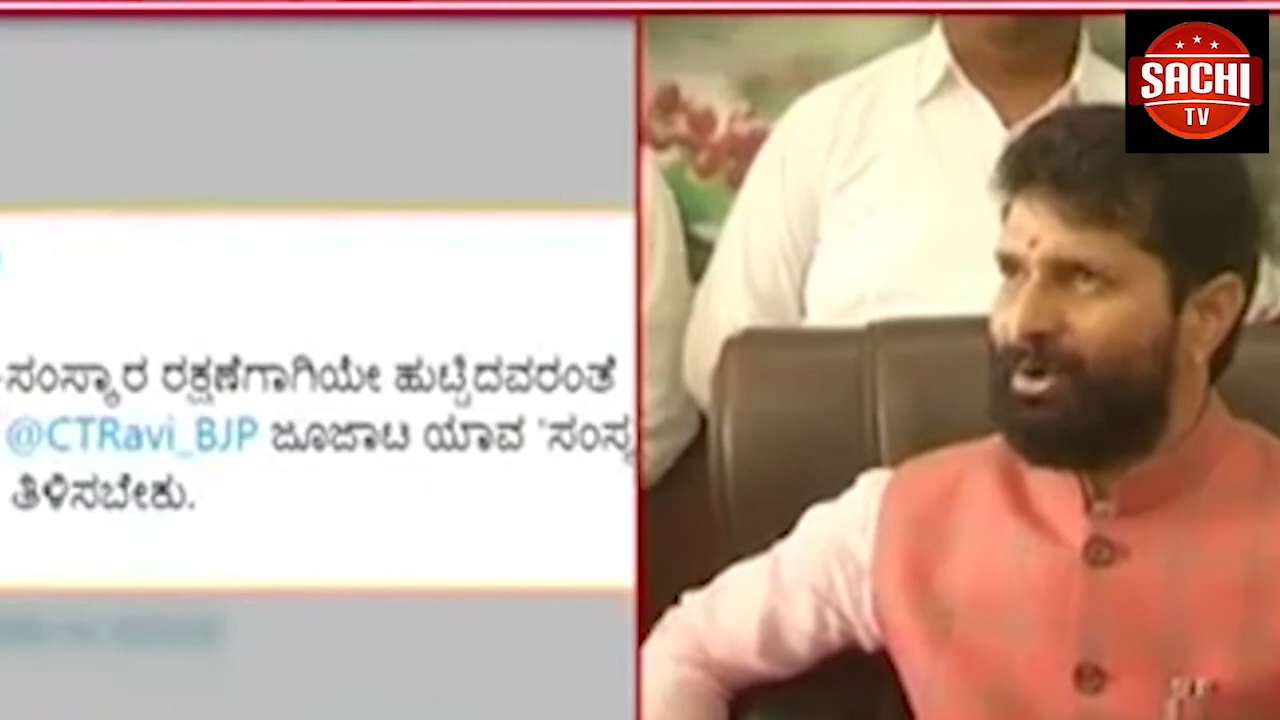 ಸಂಸ್ಕಾರ ರಕ್ಷಣೆಗಾಗಿಯೇ ಹುಟ್ಟಿದವರಂತೆ
@CTRavi_BJP ಜೂಜಾಟ ಯಾವ 'ಸಂಸ್ಕ
ತಿಳಿಸಬೇಕು.
SACHI
TV